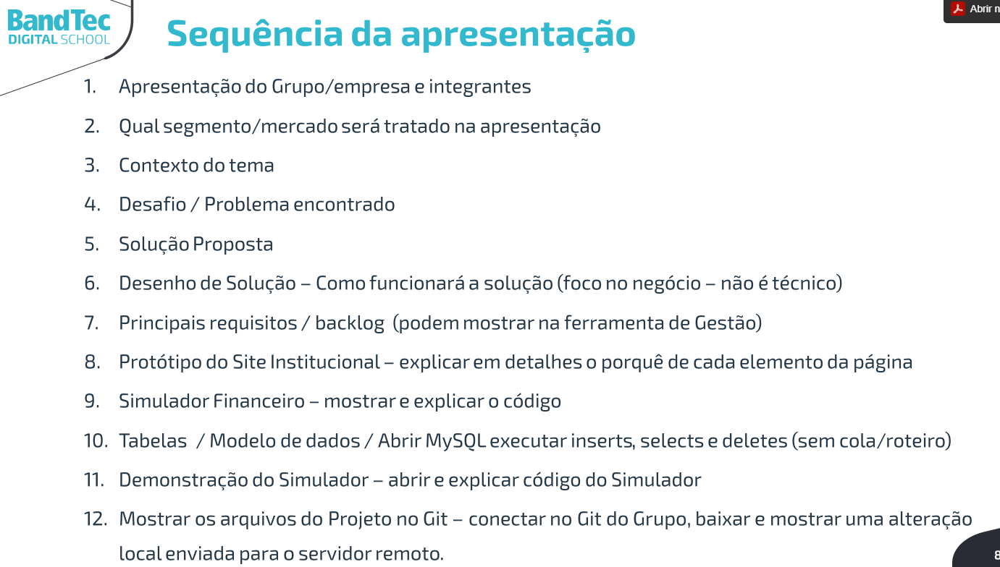 BandTec
DIGITAL SCHOOL
Sequência da apresentação
Abrir
1. Apresentação do Grupo/empresa e integrantes
2. Qual segmento/mercado será tratado na apresentação
3. Contexto do tema
4. Desafio / Problema encontrado
5. Solução Proposta
6. Desenho de Solução – Como funcionará a solução (foco no negócio – não é técnico)
7. Principais requisitos / backlog (podem mostrar na ferramenta de Gestão)
8. Protótipo do Site Institucional – explicar em detalhes o porquê de cada elemento da página
9. Simulador Financeiro – mostrar e explicar o código
10. Tabelas / Modelo de dados / Abrir MySQL executar inserts, selects e deletes (sem cola/roteiro)
11. Demonstração do Simulador – abrir e explicar código do Simulador
12. Mostrar os arquivos do Projeto no Git – conectar no Git do Grupo, baixar e mostrar uma alteração
local enviada para o servidor remoto.
8